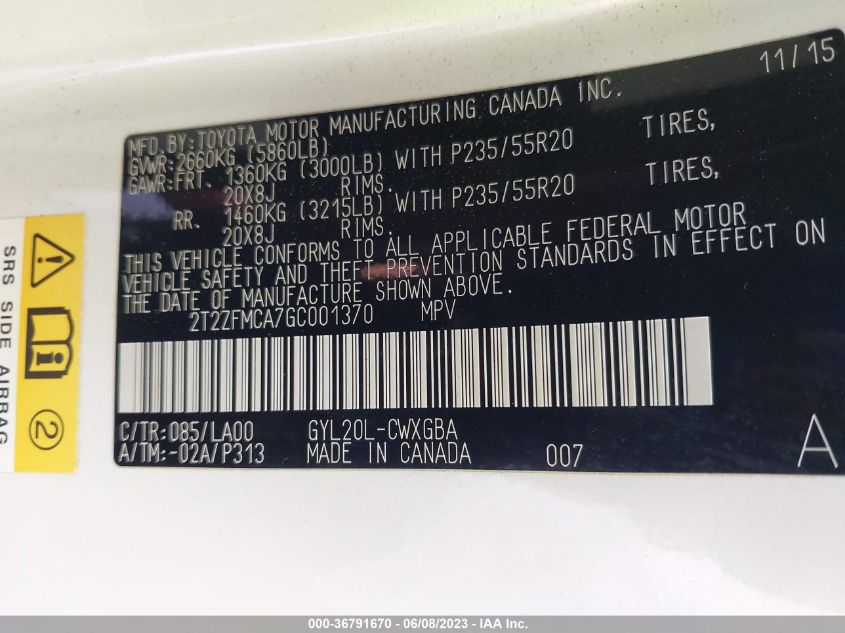 11/15
MFD.BY:TOYOTA MOTOR MANUFACTURING CANADA INC.
GVWR:2660KG (5860LB)
GAWR:FRT. 1360KG (3000LB) WITH P235/55R20 TIRES,
20X8J RIMS.
RR. 1460KG (3215LB) WITH P235/55R20 TIRES,
20X8J RIMS.
THIS VEHICLE CONFORMS TO ALL APPLICABLE FEDERAL MOTOR
VEHICLE SAFETY AND THEFT PREVENTION STANDARDS IN EFFECT ON
THE DATE OF MANUFACTURE SHOWN ABOVE.
2T2ZFMCA7GC001370 MPV
C/TR:085/LA00 GYL20L-CWXGBA
A/TM:-02A/P313 MADE IN CANADA 007 A
SRS SIDE AIRBAG
2
000-36791670 - 06/08/2023 - IAA Inc.